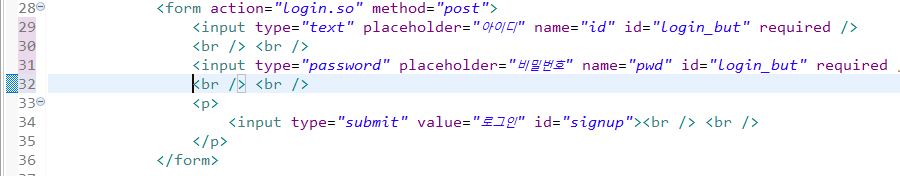 28 <form action="login.so" method="post">
29 <input type="text" placeholder="아이디" name="id" id="login_but" required />
30 <br /> <br />
31 <input type="password" placeholder="비밀번호" name="pwd" id="login_but" required
32 <br /> <br />
33 <p>
34 <input type="submit" value="로그인" id="signup"><br /> <br />
35 </p>
36 </form>